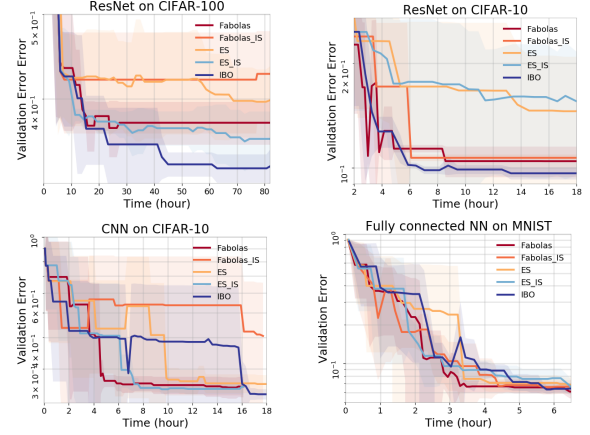 ResNet on CIFAR-100
5 × 10⁻¹
4 × 10⁻¹
Validation Error Error
Fabolas
Fabolas_IS
ES
ES_IS
IBO
0 10 20 30 40 50 60 70 80
Time (hour)
ResNet on CIFAR-10
2 × 10⁻¹
10⁻¹
Validation Error Error
Fabolas
Fabolas_IS
ES
ES_IS
IBO
2 4 6 8 10 12 14 16 18
Time (hour)
CNN on CIFAR-10
10⁰
6 × 10⁻¹
4 × 10⁻¹
3 × 10⁻¹
Validation Error
Fabolas
Fabolas_IS
ES
ES_IS
IBO
0 2 4 6 8 10 12 14 16 18
Time (hour)
Fully connected NN on MNIST
10⁰
10⁻¹
Validation Error
Fabolas
Fabolas_IS
ES
ES_IS
IBO
0 1 2 3 4 5 6
Time (hour)